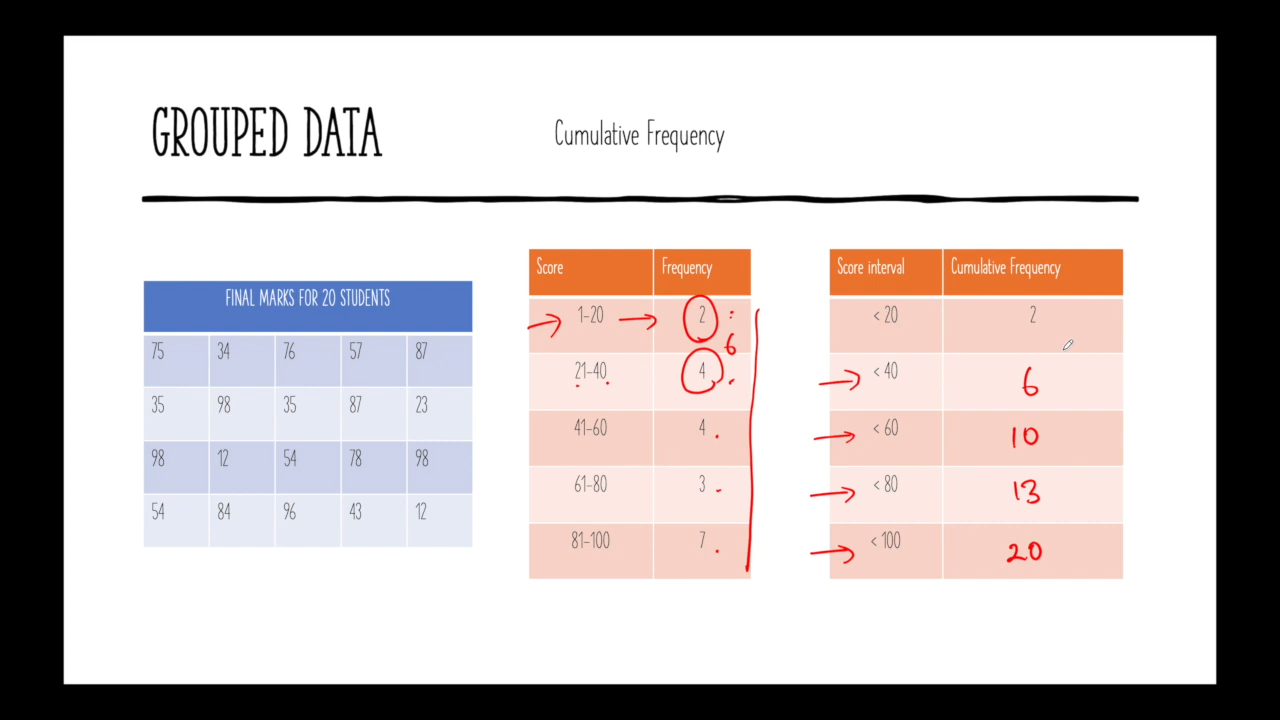 GROUPED DATA
Cumulative Frequency
FINAL MARKS FOR 20 STUDENTS
75 34 76 57 87
35 98 35 87 23
98 12 54 78 98
54 84 96 43 12
Score Frequency
1-20 2
6
21-40 4
41-60 4
61-80 3
81-100 7
Score interval Cumulative Frequency
< 20 2
< 40 6
< 60 10
< 80 13
< 100 20